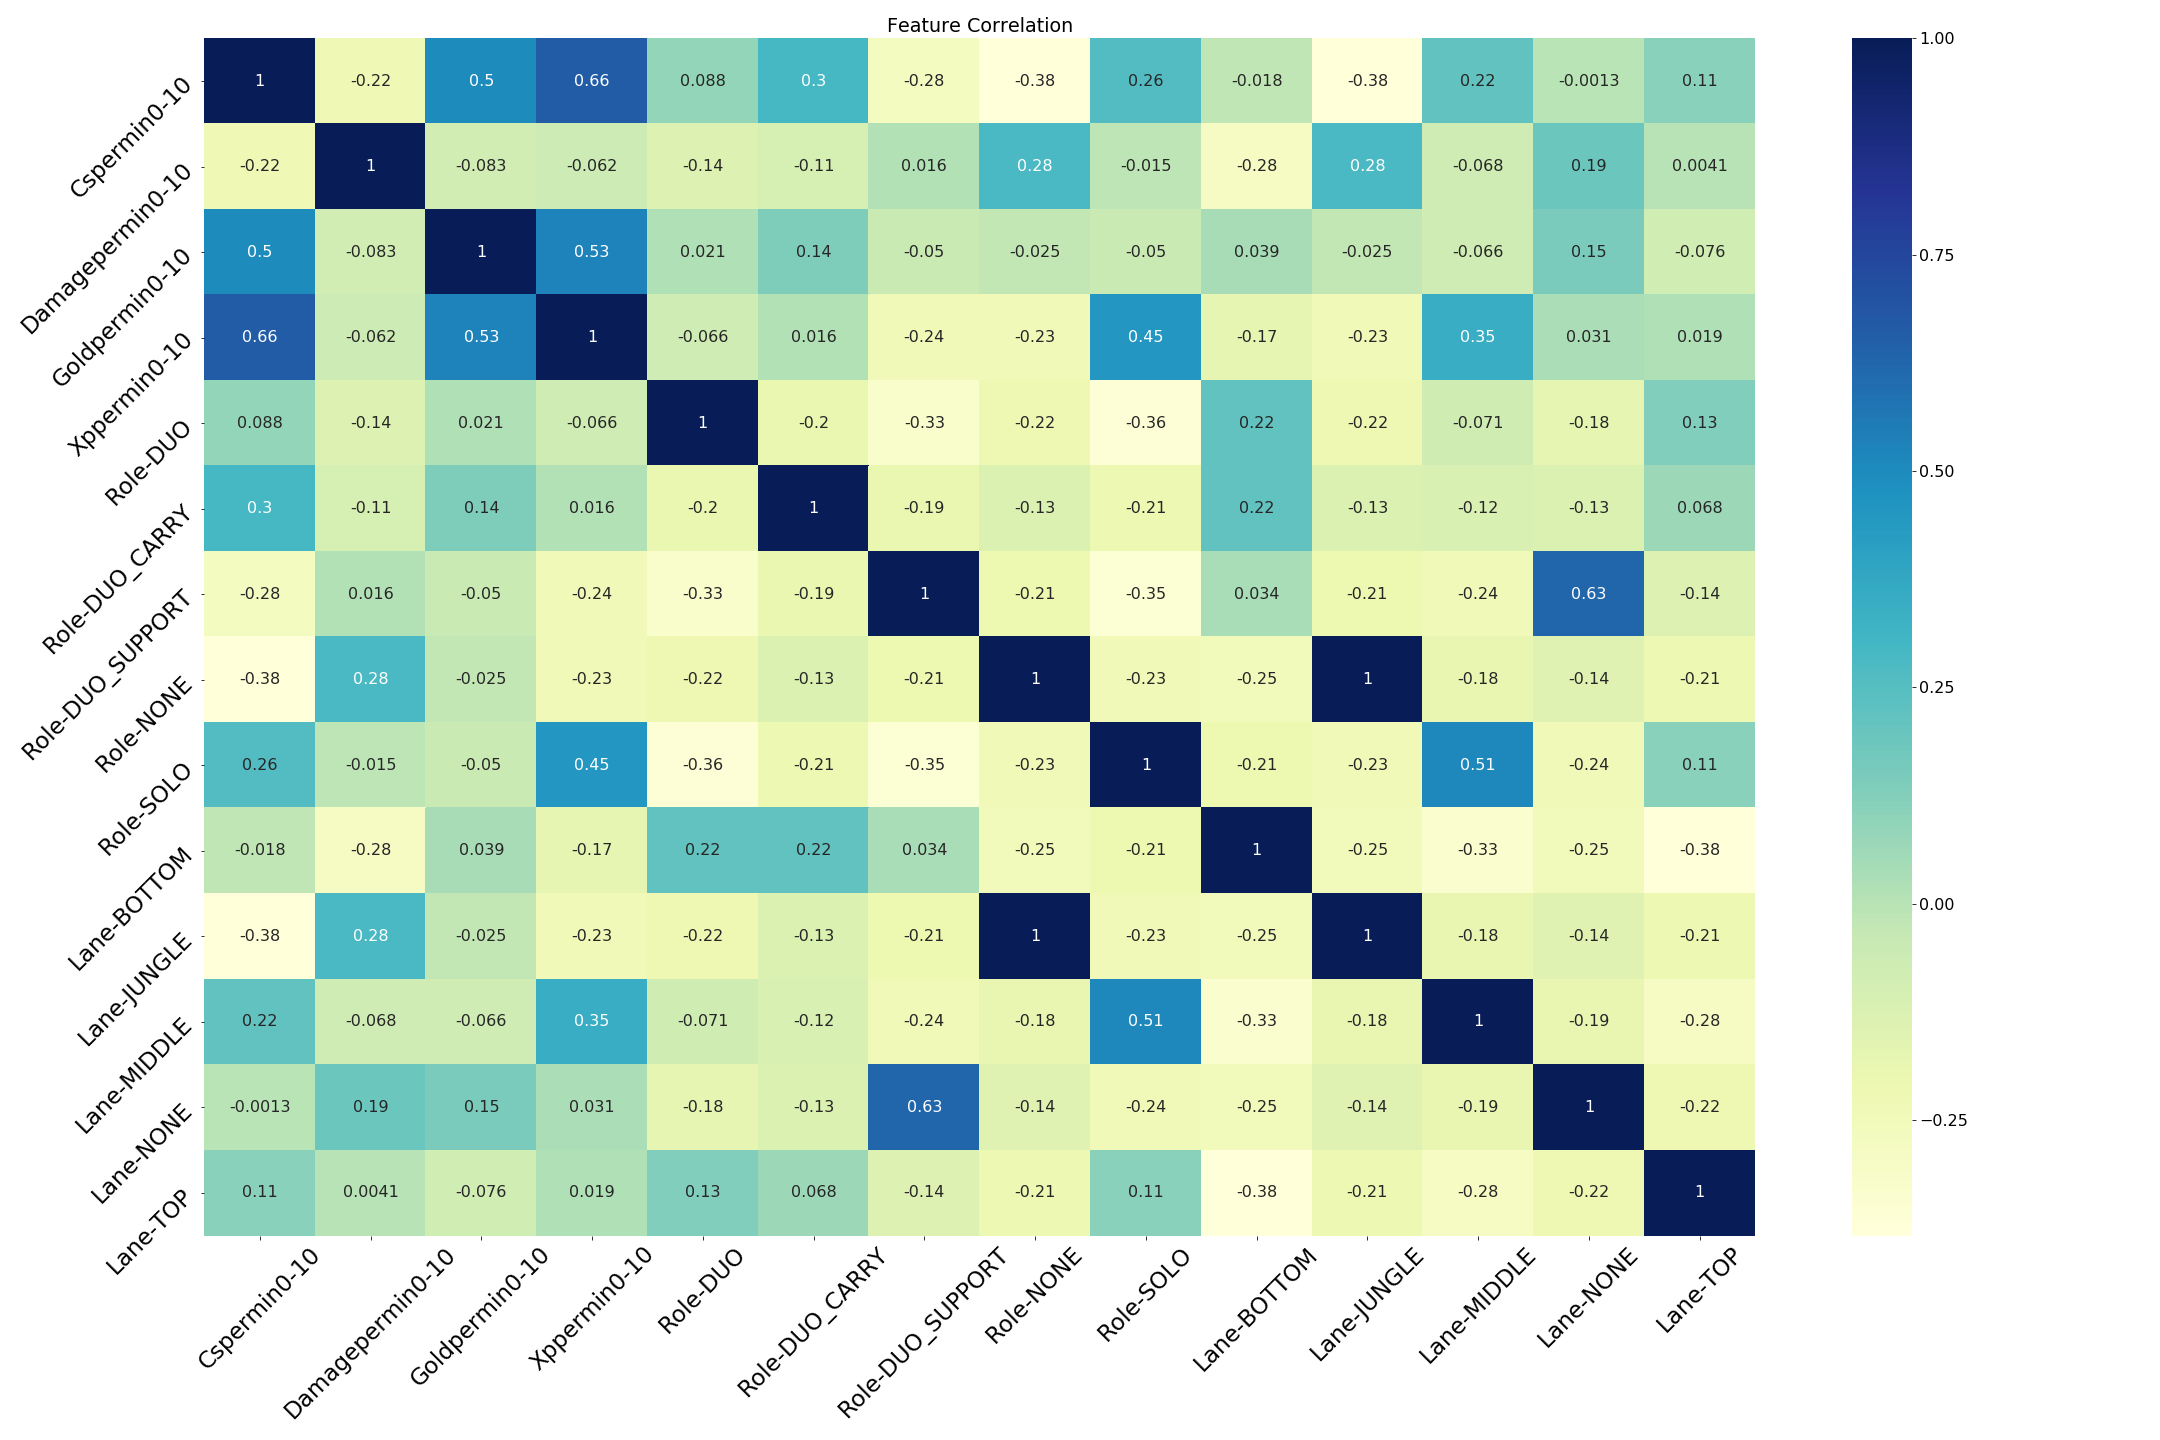 Feature Correlation
Cspermin0-10 1 -0.22 0.5 0.66 0.088 0.3 -0.28 -0.38 0.26 -0.018 -0.38 0.22 -0.0013 0.11
Damagepermin0-10 -0.22 1 -0.083 -0.062 -0.14 -0.11 0.016 0.28 -0.015 -0.28 0.28 -0.068 0.19 0.0041
Goldpermin0-10 0.5 -0.083 1 0.53 0.021 0.14 -0.05 -0.025 -0.05 0.039 -0.025 -0.066 0.15 -0.076
Xppermin0-10 0.66 -0.062 0.53 1 -0.066 0.016 -0.24 -0.23 0.45 -0.17 -0.23 0.35 0.031 0.019
Role-DUO 0.088 -0.14 0.021 -0.066 1 -0.2 -0.33 -0.22 -0.36 0.22 -0.22 -0.071 -0.18 0.13
Role-DUO_CARRY 0.3 -0.11 0.14 0.016 -0.2 1 -0.19 -0.13 -0.21 0.22 -0.13 -0.12 -0.13 0.068
Role-DUO_SUPPORT -0.28 0.016 -0.05 -0.24 -0.33 -0.19 1 -0.21 -0.35 0.034 -0.21 -0.24 0.63 -0.14
Role-NONE -0.38 0.28 -0.025 -0.23 -0.22 -0.13 -0.21 1 -0.23 -0.25 1 -0.18 -0.14 -0.21
Role-SOLO 0.26 -0.015 -0.05 0.45 -0.36 -0.21 -0.35 -0.23 1 -0.21 -0.23 0.51 -0.24 0.11
Lane-BOTTOM -0.018 -0.28 0.039 -0.17 0.22 0.22 0.034 -0.25 -0.21 1 -0.25 -0.33 -0.25 -0.38
Lane-JUNGLE -0.38 0.28 -0.025 -0.23 -0.22 -0.13 -0.21 1 -0.23 -0.25 1 -0.18 -0.14 -0.21
Lane-MIDDLE 0.22 -0.068 -0.066 0.35 -0.071 -0.12 -0.24 -0.18 0.51 -0.33 -0.18 1 -0.19 -0.28
Lane-NONE -0.0013 0.19 0.15 0.031 -0.18 -0.13 0.63 -0.14 -0.24 -0.25 -0.14 -0.19 1 -0.22
Lane-TOP 0.11 0.0041 -0.076 0.019 0.13 0.068 -0.14 -0.21 0.11 -0.38 -0.21 -0.28 -0.22 1
Cspermin0-10
Damagepermin0-10
Goldpermin0-10
Xppermin0-10
Role-DUO
Role-DUO_CARRY
Role-DUO_SUPPORT
Role-NONE
Role-SOLO
Lane-BOTTOM
Lane-JUNGLE
Lane-MIDDLE
Lane-NONE
Lane-TOP
1.00
0.75
0.50
0.25
0.00
−0.25